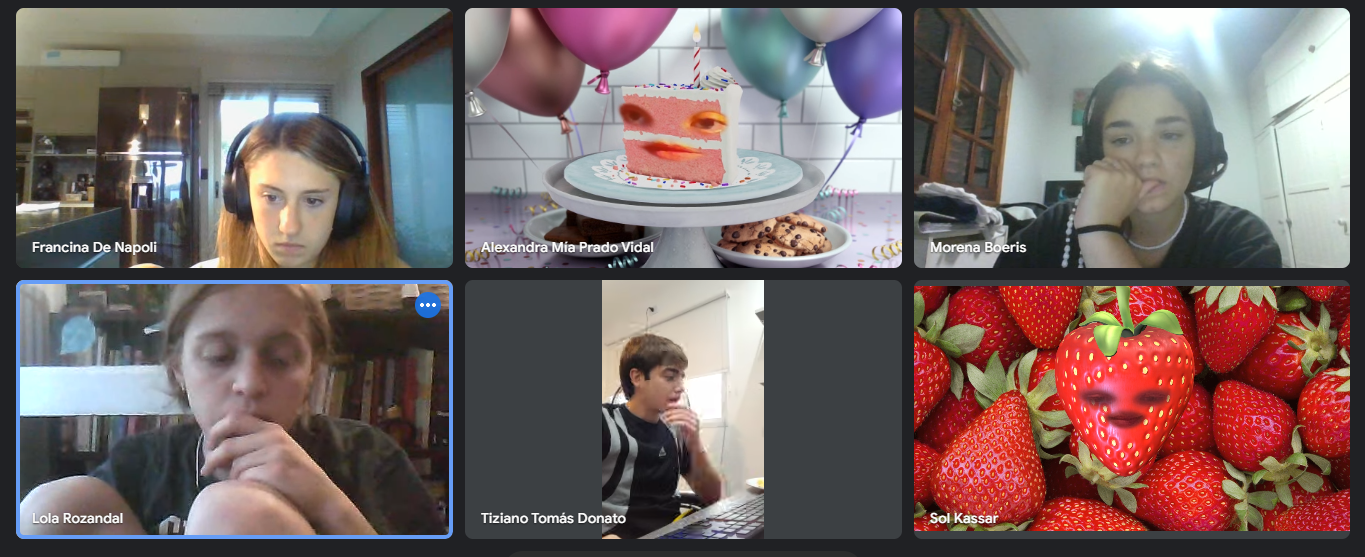 Francina De Napoli
Alexandra Mía Prado Vidal
Morena Boeris
Lola Rozandal
Tiziano Tomás Donato
Sol Kassar